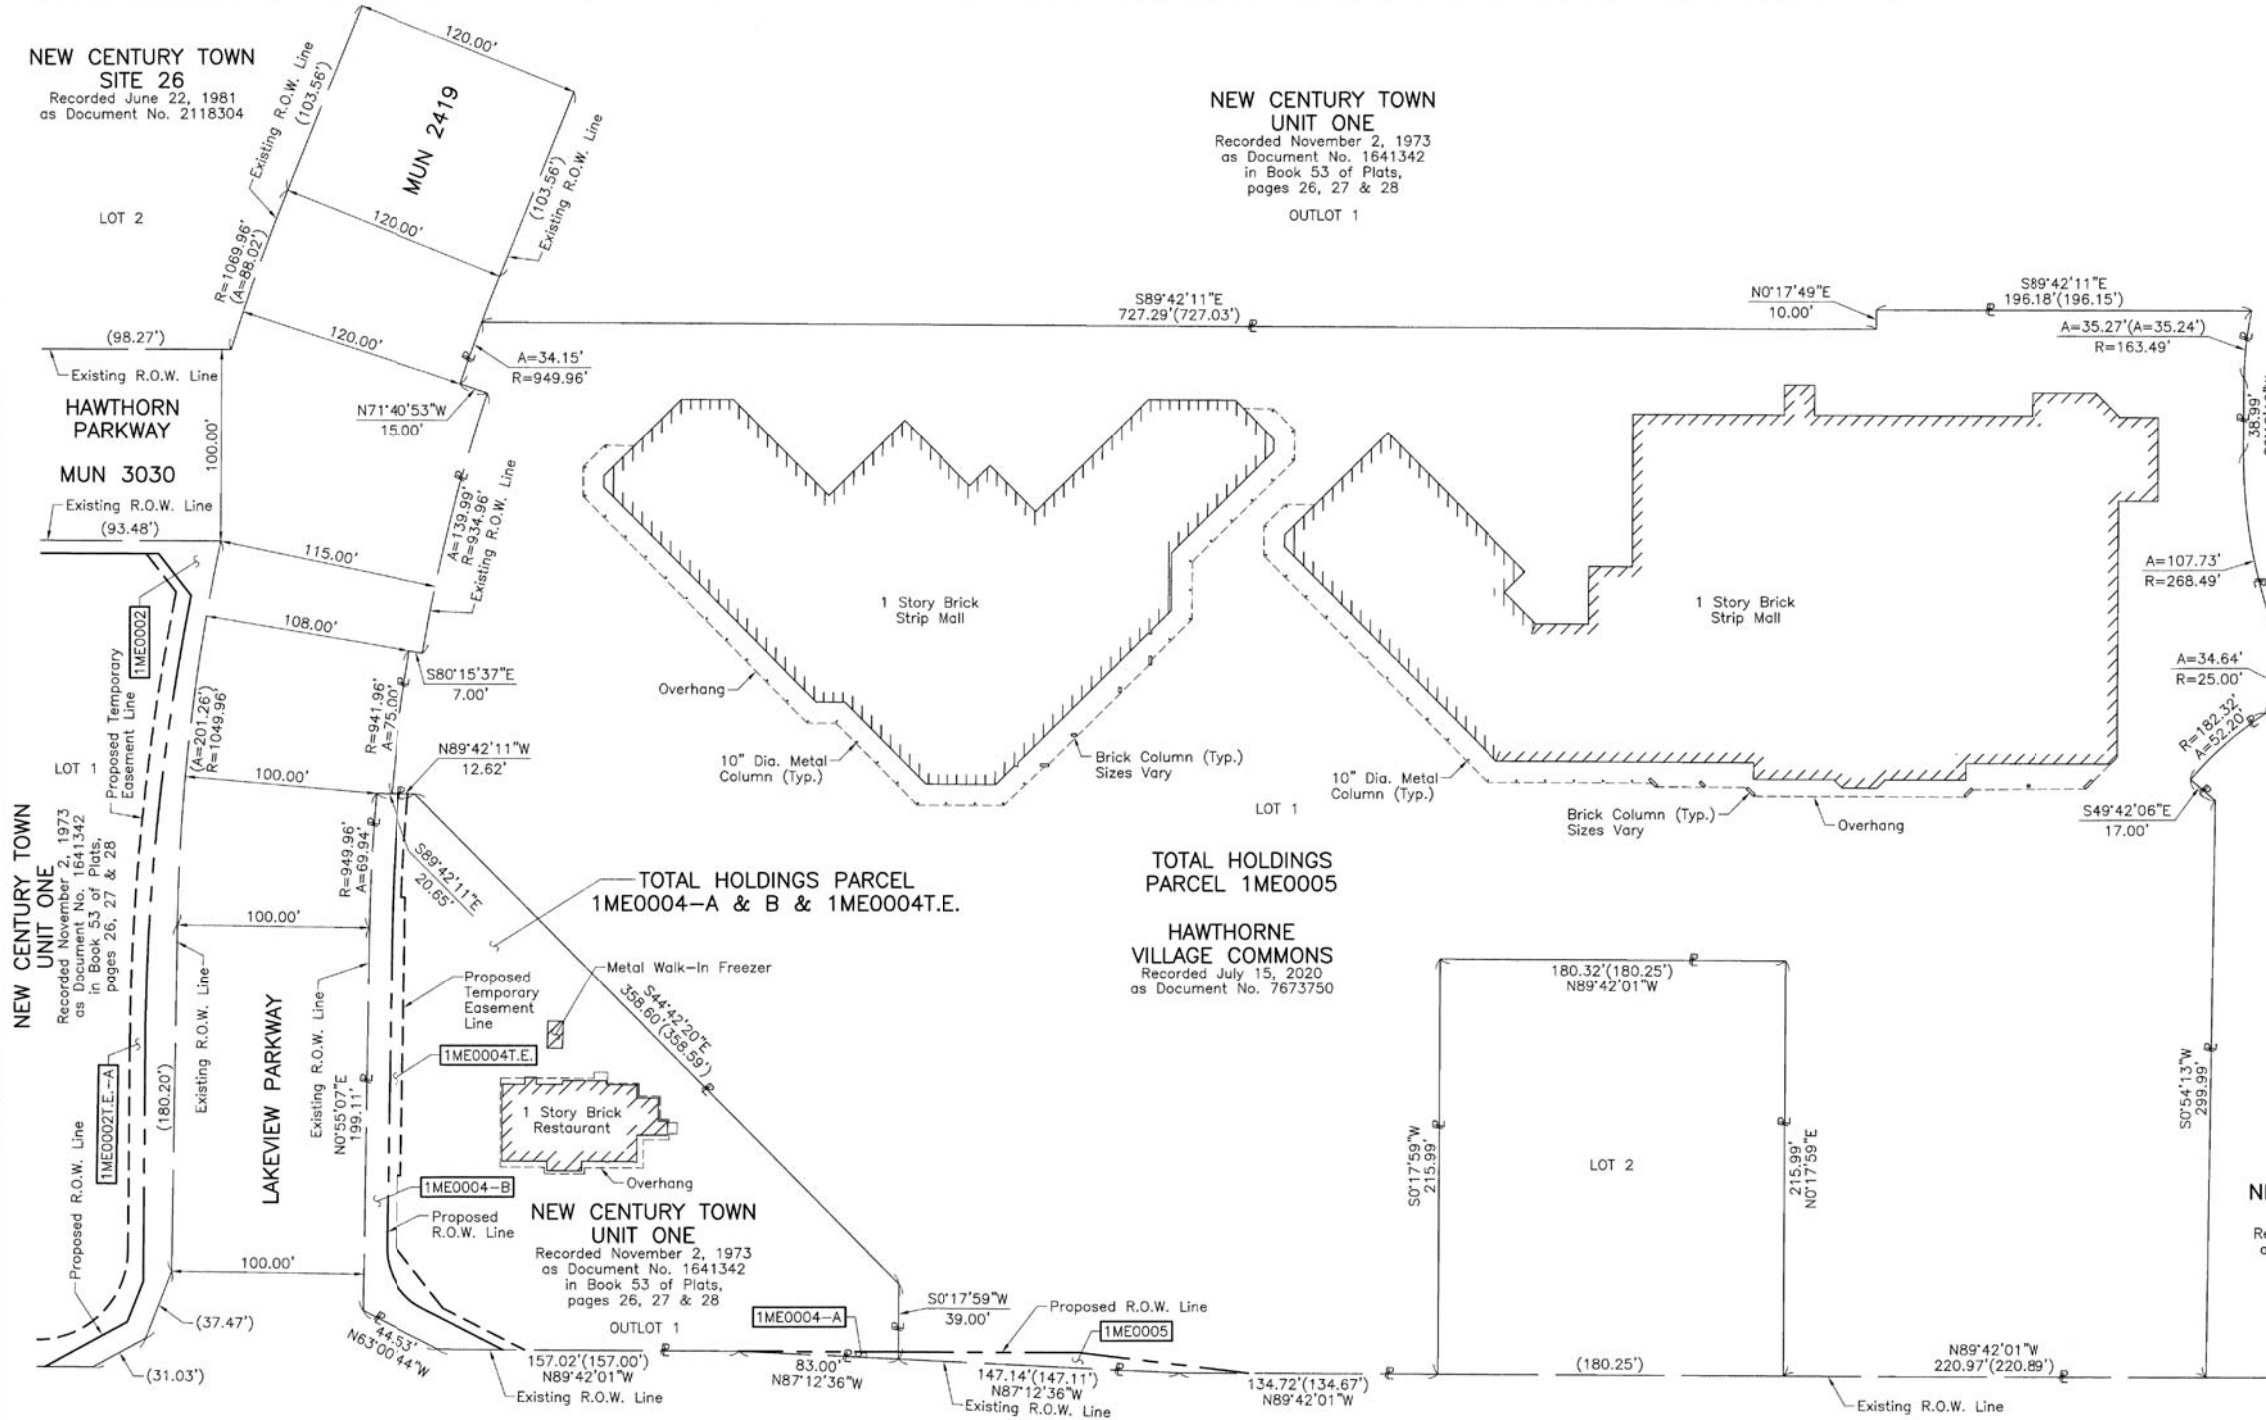 NEW CENTURY TOWN
SITE 26
Recorded June 22, 1981
as Document No. 2118304
LOT 2
Existing R.O.W. Line
(103.56')
120.00'
MUN 2419
(103.56')
Existing R.O.W. Line
120.00'
R=1069.96'
(A=88.02')
120.00'
NEW CENTURY TOWN
UNIT ONE
Recorded November 2, 1973
as Document No. 1641342
in Book 53 of Plats,
pages 26, 27 & 28
OUTLOT 1
S89°42'11"E
727.29'(727.03')
N0°17'49"E
10.00'
S89°42'11"E
196.18'(196.15')
A=35.27'(A=35.24')
R=163.49'
38.99'
A=107.73'
R=268.49'
A=34.64'
R=25.00'
R=182.32'
A=52.20'
S49°42'06"E
17.00'
(98.27')
Existing R.O.W. Line
HAWTHORN
PARKWAY
MUN 3030
100.00'
Existing R.O.W. Line
(93.48')
A=34.15'
R=949.96'
N71°40'53"W
15.00'
A=139.99'
R=934.96'
Existing R.O.W. Line
115.00'
108.00'
S80°15'37"E
7.00'
1ME0002
Proposed Temporary
Easement Line
(A=201.26')
R=1049.96'
R=941.96'
A=75.00'
N89°42'11"W
12.62'
LOT 1
100.00'
NEW CENTURY TOWN
UNIT ONE
Recorded November 2, 1973
as Document No. 1641342
in Book 53 of Plats,
pages 26, 27 & 28
R=949.96'
A=69.94'
S89°42'11"E
20.65'
100.00'
1 Story Brick
Strip Mall
Overhang
10" Dia. Metal
Column (Typ.)
Brick Column (Typ.)
Sizes Vary
1 Story Brick
Strip Mall
10" Dia. Metal
Column (Typ.)
Brick Column (Typ.)
Sizes Vary
Overhang
LOT 1
TOTAL HOLDINGS
PARCEL 1ME0005
HAWTHORNE
VILLAGE COMMONS
Recorded July 15, 2020
as Document No. 7673750
TOTAL HOLDINGS PARCEL
1ME0004-A & B & 1ME0004T.E.
Metal Walk-In Freezer
Proposed
Temporary
Easement
Line
S44°42'20"E
358.60'(358.59')
1ME0004T.E.
Existing R.O.W. Line
LAKEVIEW PARKWAY
Existing R.O.W. Line
N0°55'07"E
199.11'
(180.20')
1ME0002T.E.-A
Proposed R.O.W. Line
1 Story Brick
Restaurant
Overhang
1ME0004-B
Proposed
R.O.W. Line
100.00'
NEW CENTURY TOWN
UNIT ONE
Recorded November 2, 1973
as Document No. 1641342
in Book 53 of Plats,
pages 26, 27 & 28
OUTLOT 1
(37.47')
(31.03')
44.53'
N63°00'44"W
157.02'(157.00')
N89°42'01"W
Existing R.O.W. Line
1ME0004-A
83.00'
N87°12'36"W
S0°17'59"W
39.00'
Proposed R.O.W. Line
1ME0005
147.14'(147.11')
N87°12'36"W
Existing R.O.W. Line
134.72'(134.67')
N89°42'01"W
180.32'(180.25')
N89°42'01"W
S0°17'59"W
215.99'
LOT 2
215.99'
N0°17'59"E
(180.25')
S0°54'13"W
299.99'
N89°42'01"W
220.97'(220.89')
Existing R.O.W. Line